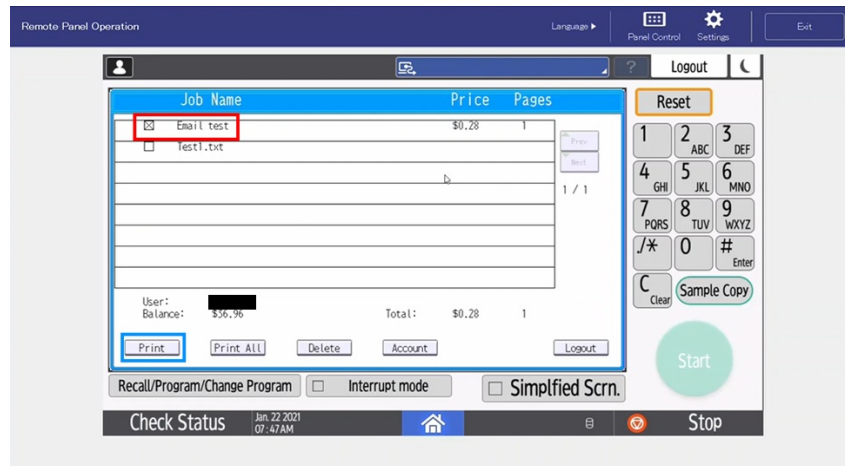 Remote Panel Operation Language ▶ Panel Control Settings Exit
? Logout
Job Name Price Pages
Email test $0.28 1
Test1.txt
Prev
Next
1 / 1
User:
Balance: $36.96 Total: $0.28 1
Print Print All Delete Account Logout
Reset
1 2 ABC 3 DEF
4 GHI 5 JKL 6 MNO
7 PQRS 8 TUV 9 WXYZ
./* 0 # Enter
C Clear Sample Copy
Start
Recall/Program/Change Program Interrupt mode Simplfied Scrn.
Check Status Jan. 22 2021 Stop
07:47AM